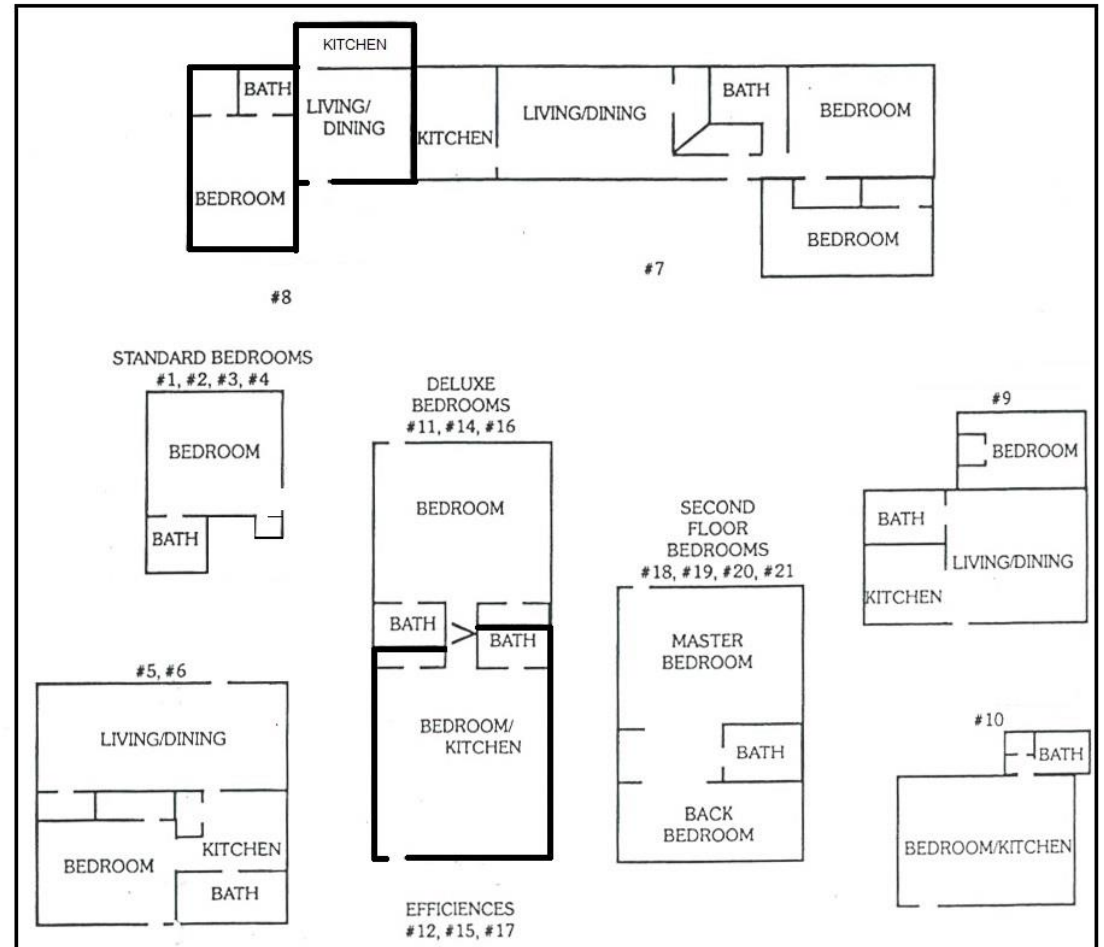 KITCHEN
BATH
LIVING/
DINING
BEDROOM
#8
KITCHEN
LIVING/DINING
BATH
BEDROOM
BEDROOM
#7
STANDARD BEDROOMS
#1, #2, #3, #4
BEDROOM
BATH
DELUXE
BEDROOMS
#11, #14, #16
BEDROOM
BATH
BATH
BEDROOM/
KITCHEN
EFFICIENCES
#12, #15, #17
SECOND
FLOOR
BEDROOMS
#18, #19, #20, #21
MASTER
BEDROOM
BATH
BACK
BEDROOM
#9
BEDROOM
BATH
LIVING/DINING
KITCHEN
#5, #6
LIVING/DINING
BEDROOM
KITCHEN
BATH
#10
BATH
BEDROOM/KITCHEN